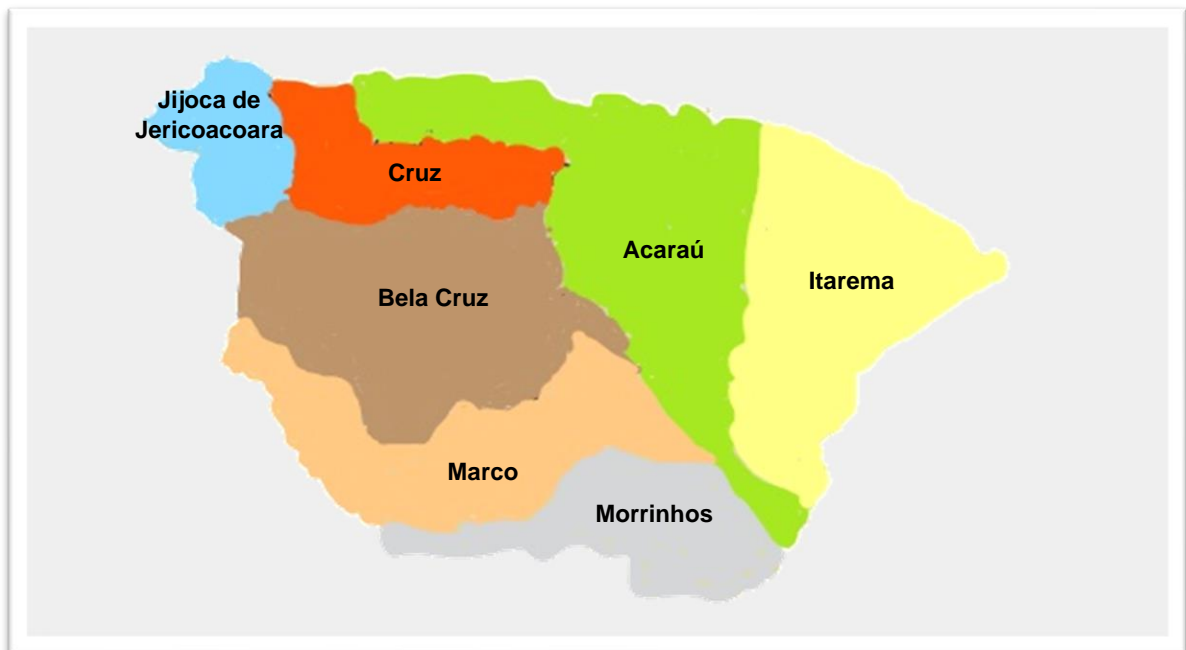 Jijoca de
Jericoacoara
Cruz
Acaraú
Itarema
Bela Cruz
Marco
Morrinhos